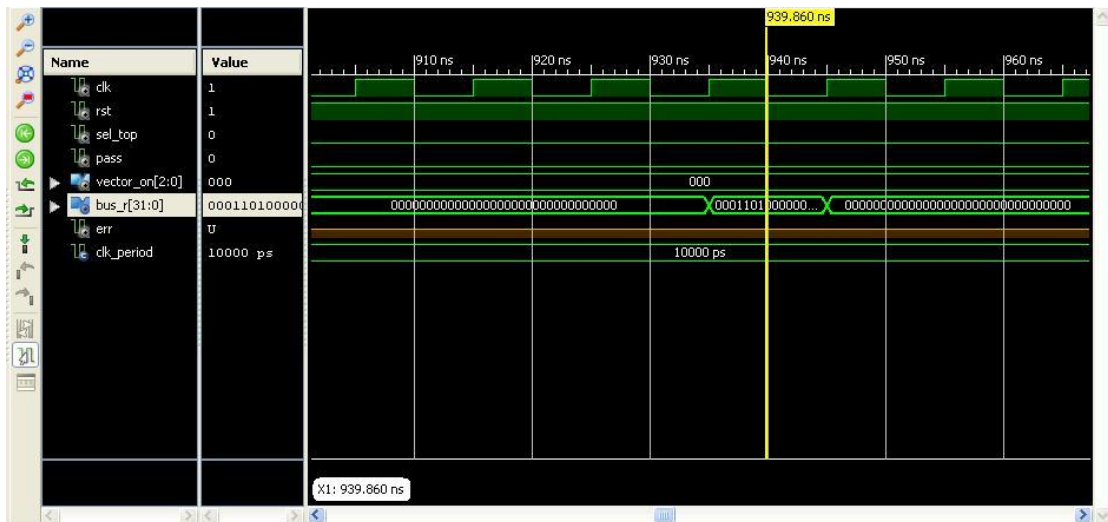 939.860 ns
Name Value 910 ns 920 ns 930 ns 940 ns 950 ns 960 ns
clk 1
rst 1
sel_top 0
pass 0
vector_on[2:0] 000 000
bus_r[31:0] 000110100000 00000000000000000000000000000000 0001101000000... 00000000000000000000000000000000
err U
clk_period 10000 ps 10000 ps
X1: 939.860 ns